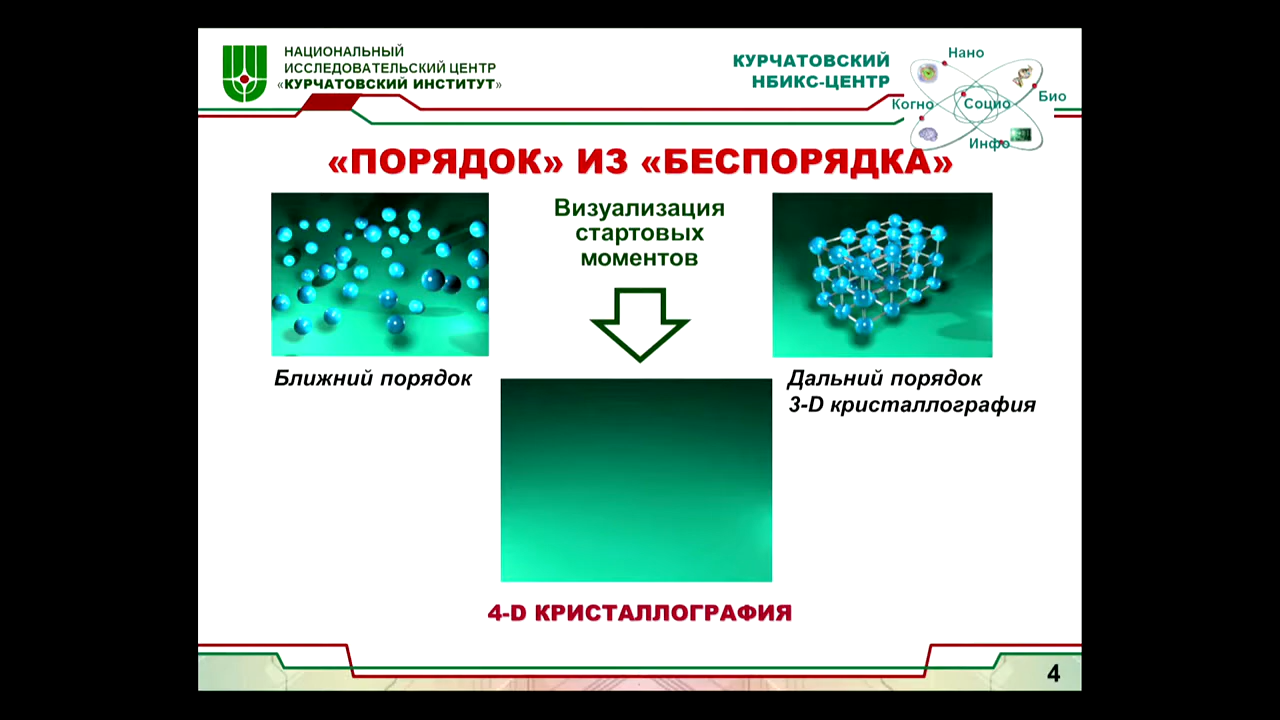 НАЦИОНАЛЬНЫЙ
ИССЛЕДОВАТЕЛЬСКИЙ ЦЕНТР
«КУРЧАТОВСКИЙ ИНСТИТУТ»
КУРЧАТОВСКИЙ
НБИКС-ЦЕНТР
Нано
Био
Когно
Социо
Инфо
«ПОРЯДОК» ИЗ «БЕСПОРЯДКА»
Визуализация
стартовых
моментов
Ближний порядок
Дальний порядок
3-D кристаллография
4-D КРИСТАЛЛОГРАФИЯ
4